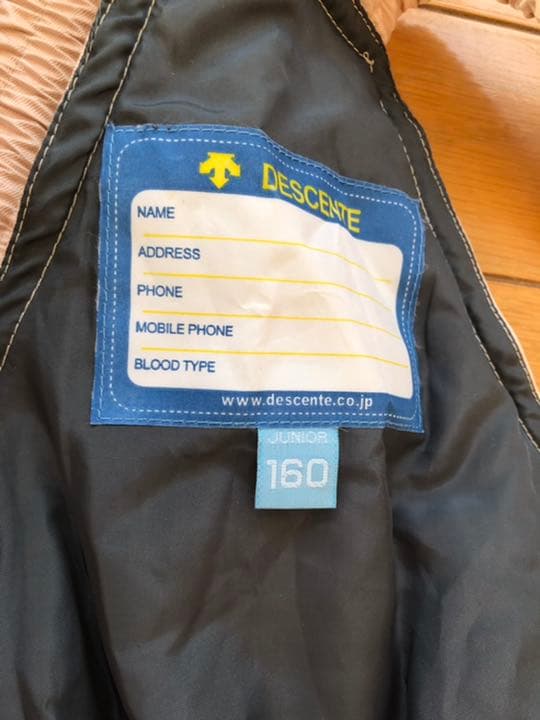 DESCENTE
NAME
ADDRESS
PHONE
MOBILE PHONE
BLOOD TYPE
www.descente.co.jp
JUNIOR
160